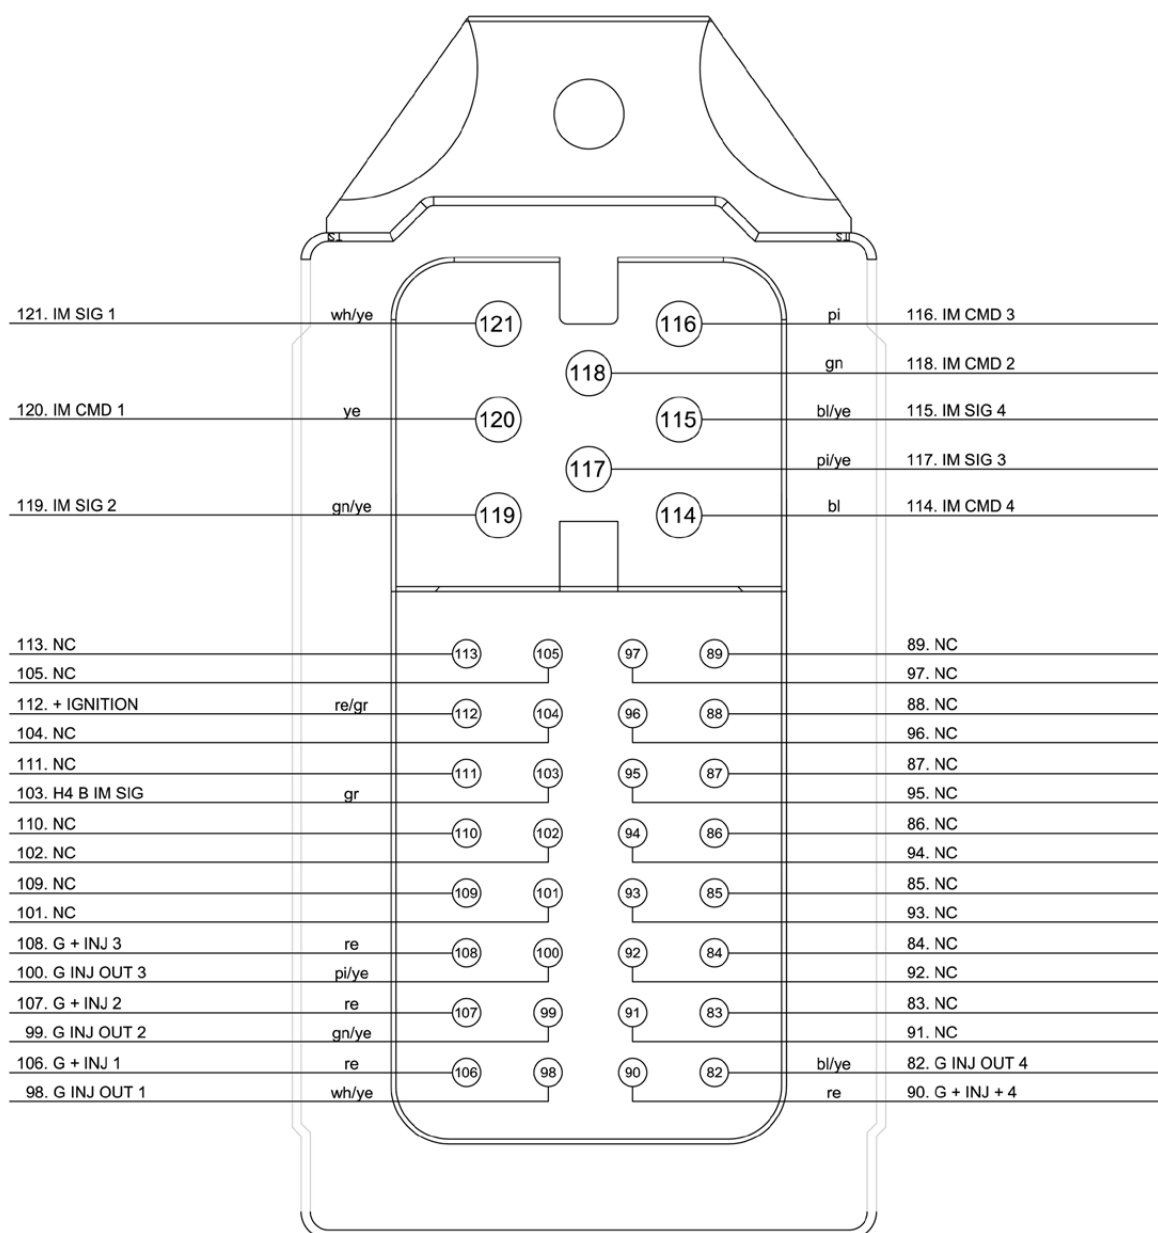 S1 S1
121. IM SIG 1 wh/ye 121 116 pi 116. IM CMD 3
118 gn 118. IM CMD 2
120. IM CMD 1 ye 120 115 bl/ye 115. IM SIG 4
117 pi/ye 117. IM SIG 3
119. IM SIG 2 gn/ye 119 114 bl 114. IM CMD 4
113. NC 113 105 97 89 89. NC
105. NC 97. NC
112. + IGNITION re/gr 112 104 96 88 88. NC
104. NC 96. NC
111. NC 111 103 95 87 87. NC
103. H4 B IM SIG gr 95. NC
110. NC 110 102 94 86 86. NC
102. NC 94. NC
109. NC 109 101 93 85 85. NC
101. NC 93. NC
108. G + INJ 3 re 108 100 92 84 84. NC
100. G INJ OUT 3 pi/ye 92. NC
107. G + INJ 2 re 107 99 91 83 83. NC
99. G INJ OUT 2 gn/ye 91. NC
106. G + INJ 1 re 106 98 90 82 bl/ye 82. G INJ OUT 4
98. G INJ OUT 1 wh/ye re 90. G + INJ + 4